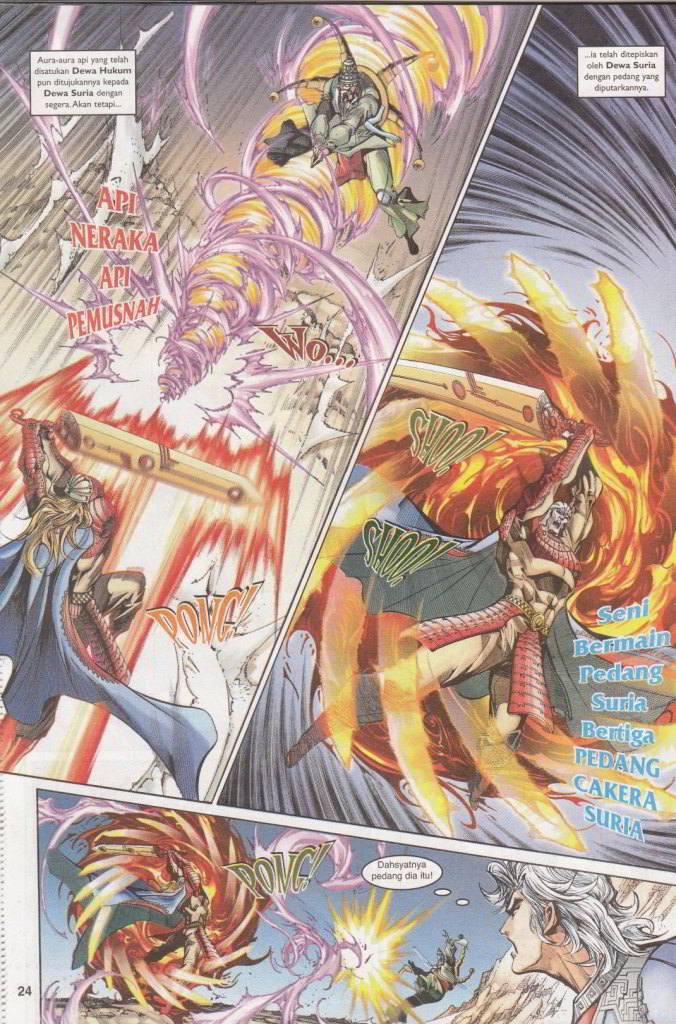 Aura-aura api yang telah
disatukan Dewa Hukum
pun ditujukannya kepada
Dewa Suria dengan
segera. Akan tetapi...
...ia telah ditepiskan
oleh Dewa Suria
dengan pedang yang
diputarkannya.
API
NERAKA
API
PEMUSNAH
WO...
PONG!
SHOO!
SHOO!
Seni
Bermain
Pedang
Suria
Bertiga
PEDANG
CAKERA
SURIA
PONG!
Dahsyatnya
pedang dia itu!
24